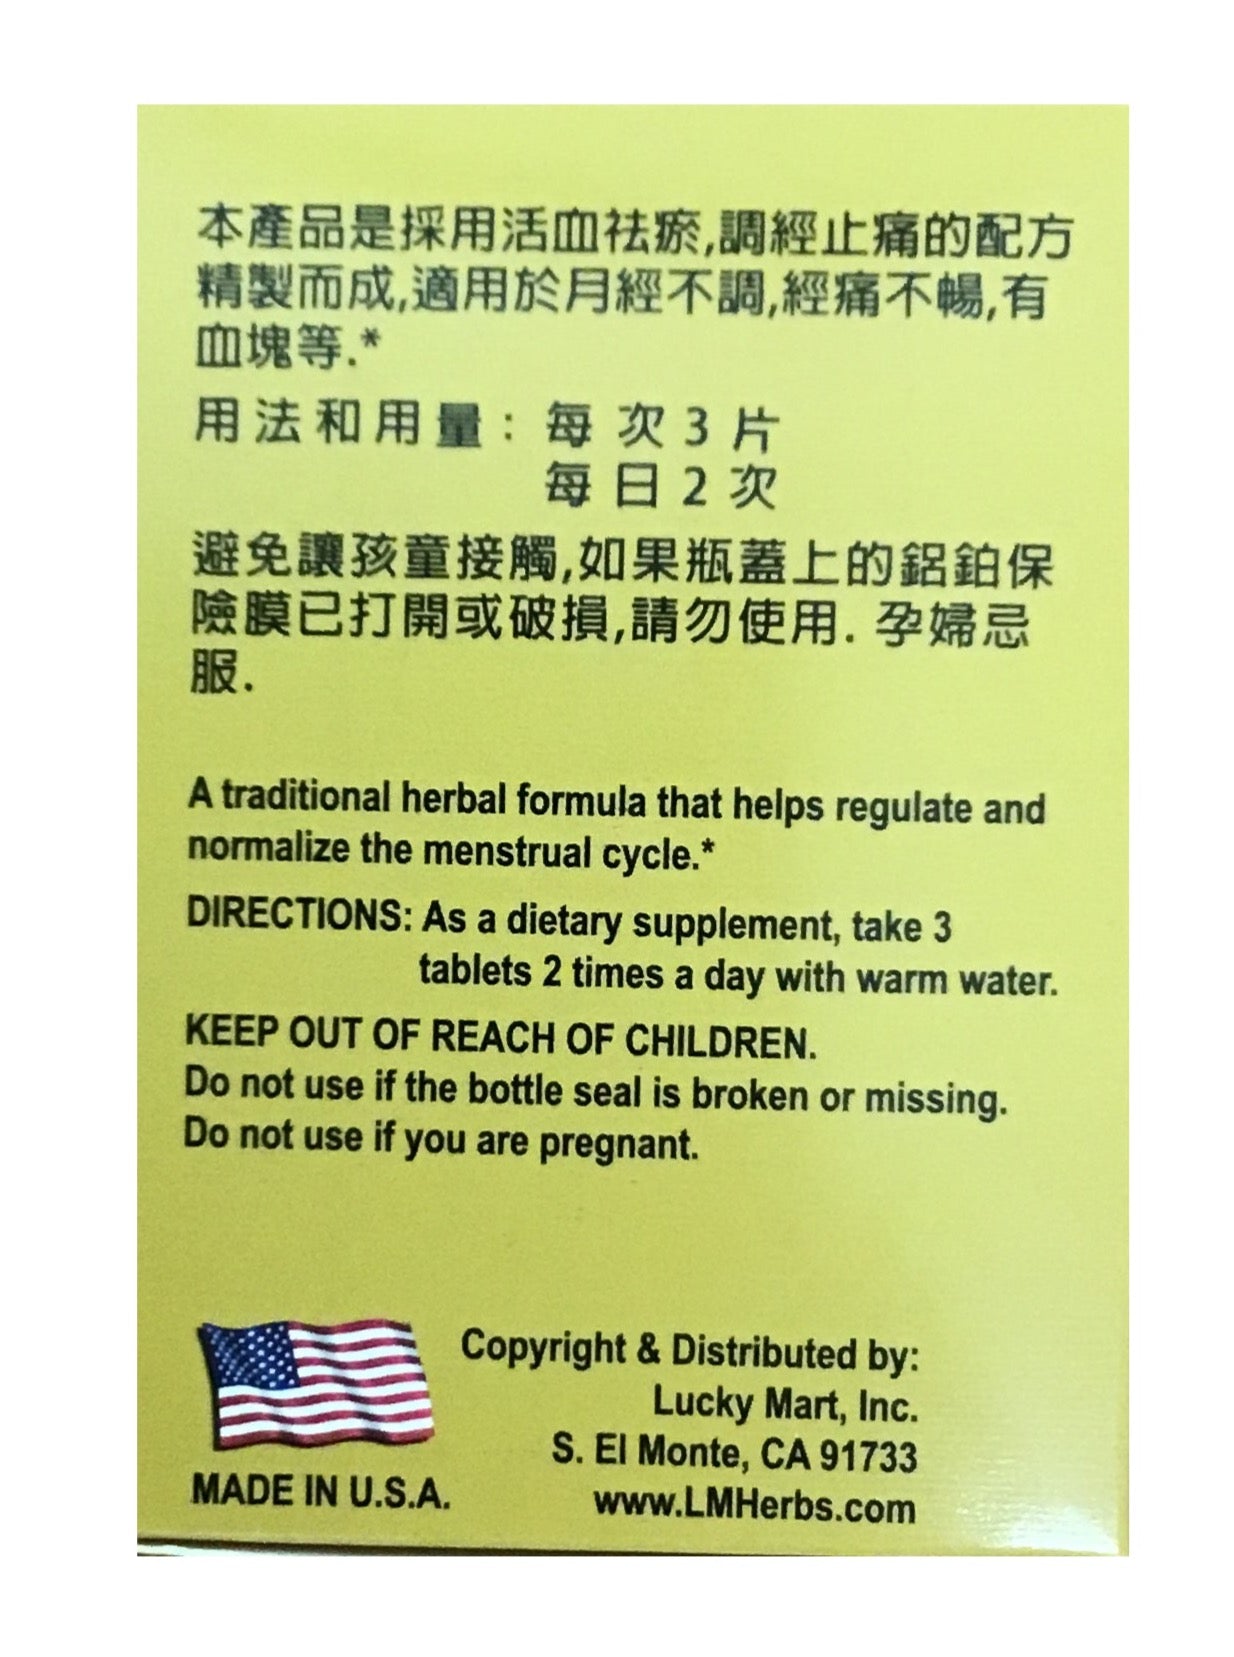 本產品是採用活血祛瘀,調經止痛的配方
精製而成,適用於月經不調,經痛不暢,有
血塊等.*
用法和用量: 每次3片
每日2次
避免讓孩童接觸,如果瓶蓋上的鋁鉑保
險膜已打開或破損,請勿使用. 孕婦忌
服.
A traditional herbal formula that helps regulate and
normalize the menstrual cycle.*
DIRECTIONS: As a dietary supplement, take 3
tablets 2 times a day with warm water.
KEEP OUT OF REACH OF CHILDREN.
Do not use if the bottle seal is broken or missing.
Do not use if you are pregnant.
Copyright & Distributed by:
Lucky Mart, Inc.
S. El Monte, CA 91733
www.LMHerbs.com
MADE IN U.S.A.